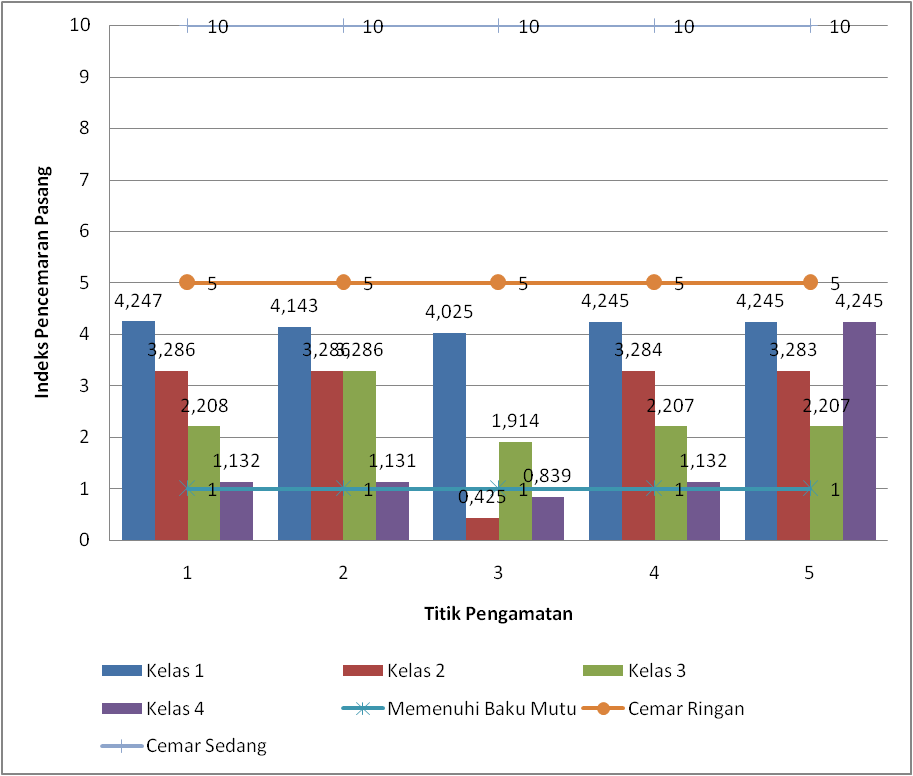 Indeks Pencemaran Pasang
10
9
8
7
6
5
4
3
2
1
0
10 10 10 10 10
5 5 5 5 5
4,247 4,143 4,025 4,245 4,245 4,245
3,286 3,286 3,286 3,284 3,283
2,208 1,914 2,207 2,207
1,132 1,131 0,839 1,132
0,425
1 1 1 1 1
1 2 3 4 5
Titik Pengamatan
Kelas 1 Kelas 2 Kelas 3
Kelas 4 Memenuhi Baku Mutu Cemar Ringan
Cemar Sedang